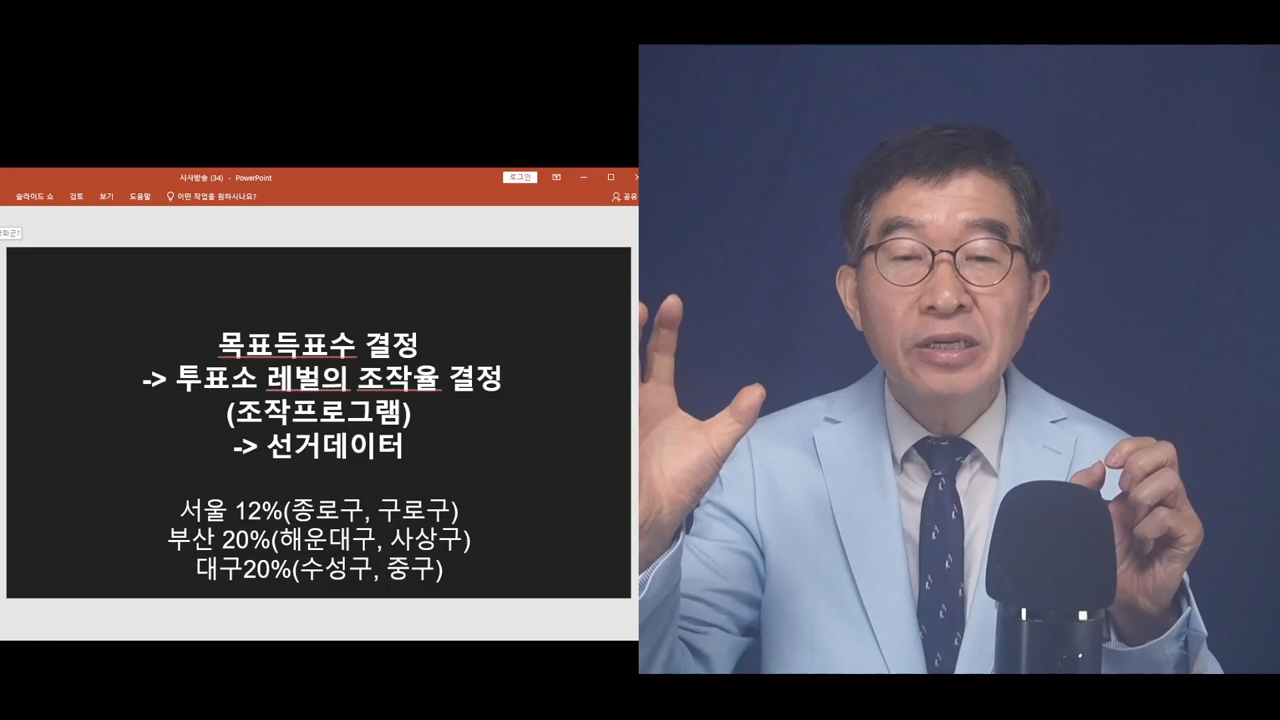 시사방송 (34) - PowerPoint
로그인
슬라이드 쇼 검토 보기 도움말 어떤 작업을 원하시나요? 공유
목표득표수 결정
-> 투표소 레벌의 조작율 결정
(조작프로그램)
-> 선거데이터
서울 12%(종로구, 구로구)
부산 20%(해운대구, 사상구)
대구20%(수성구, 중구)